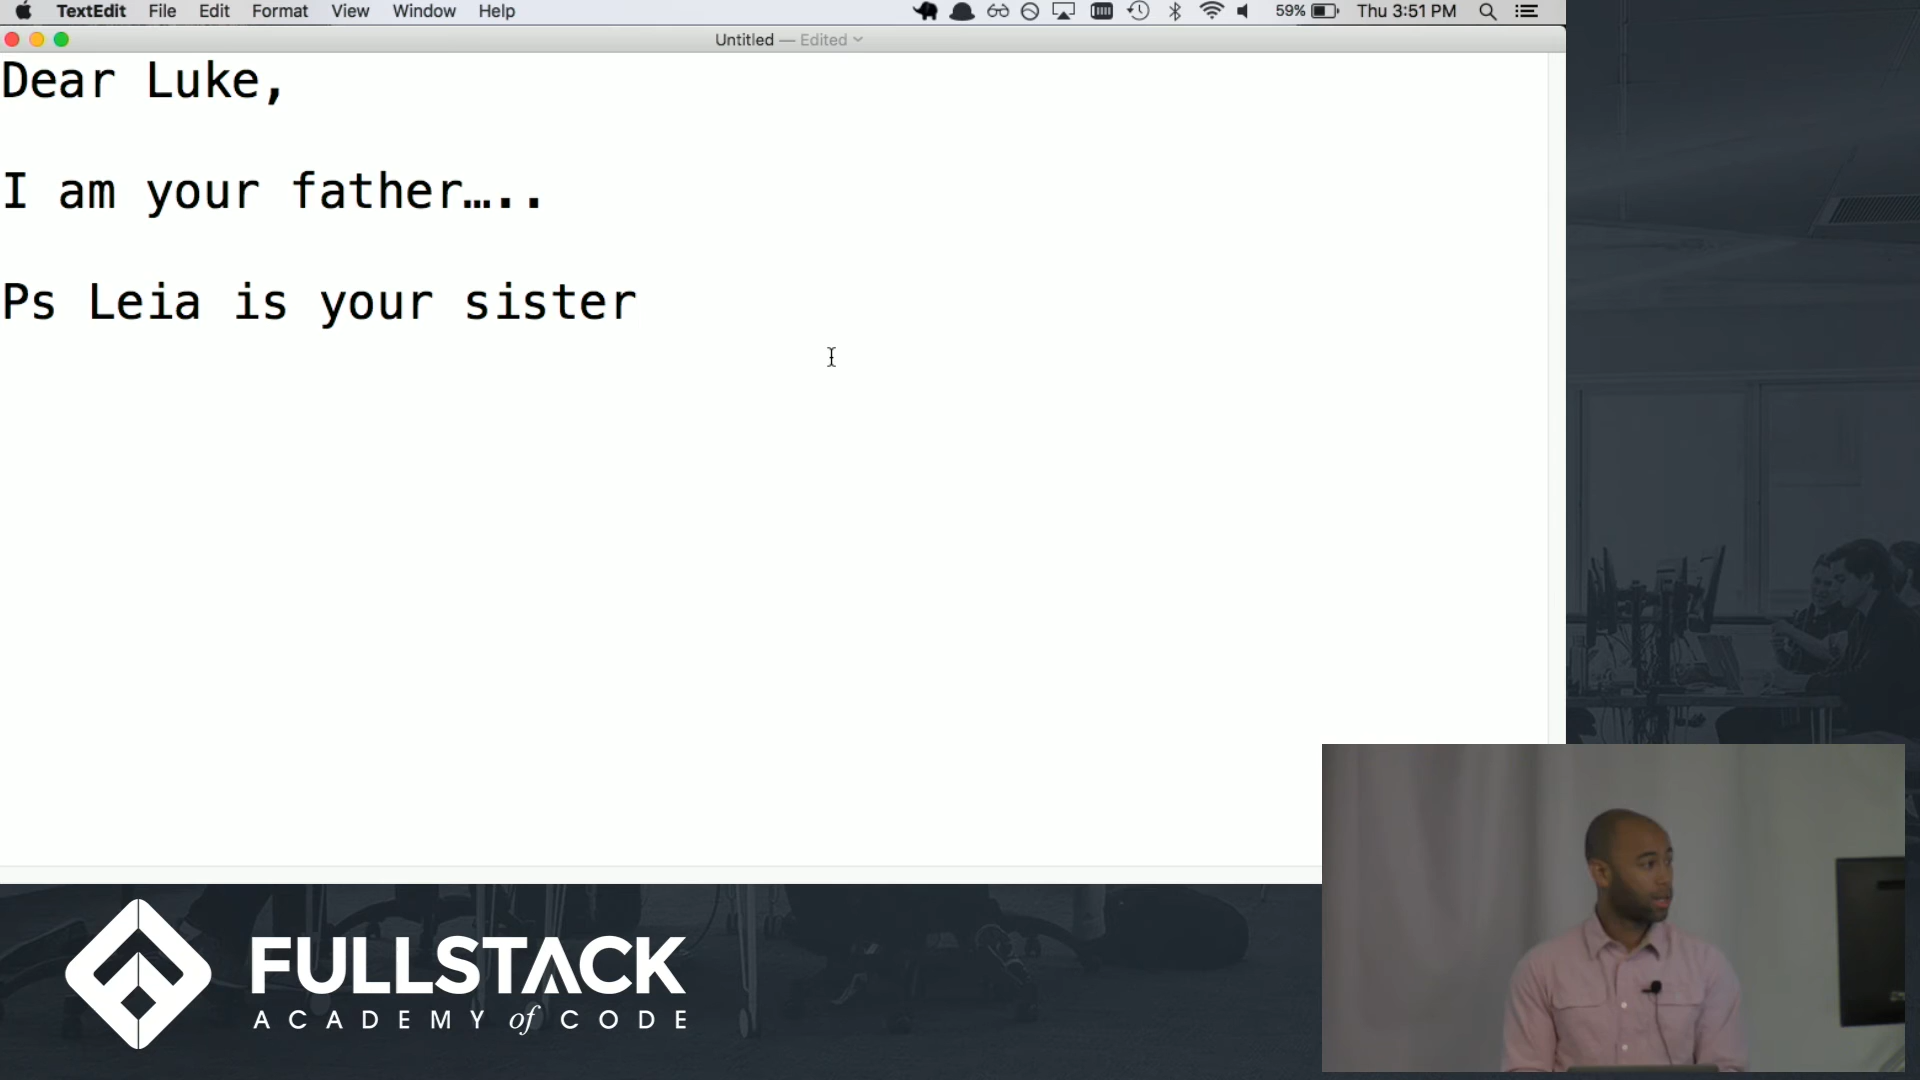 TextEdit File Edit Format View Window Help 59% Thu 3:51 PM
Untitled — Edited
Dear Luke,
I am your father…..
Ps Leia is your sister
FULLSTACK
ACADEMY of CODE